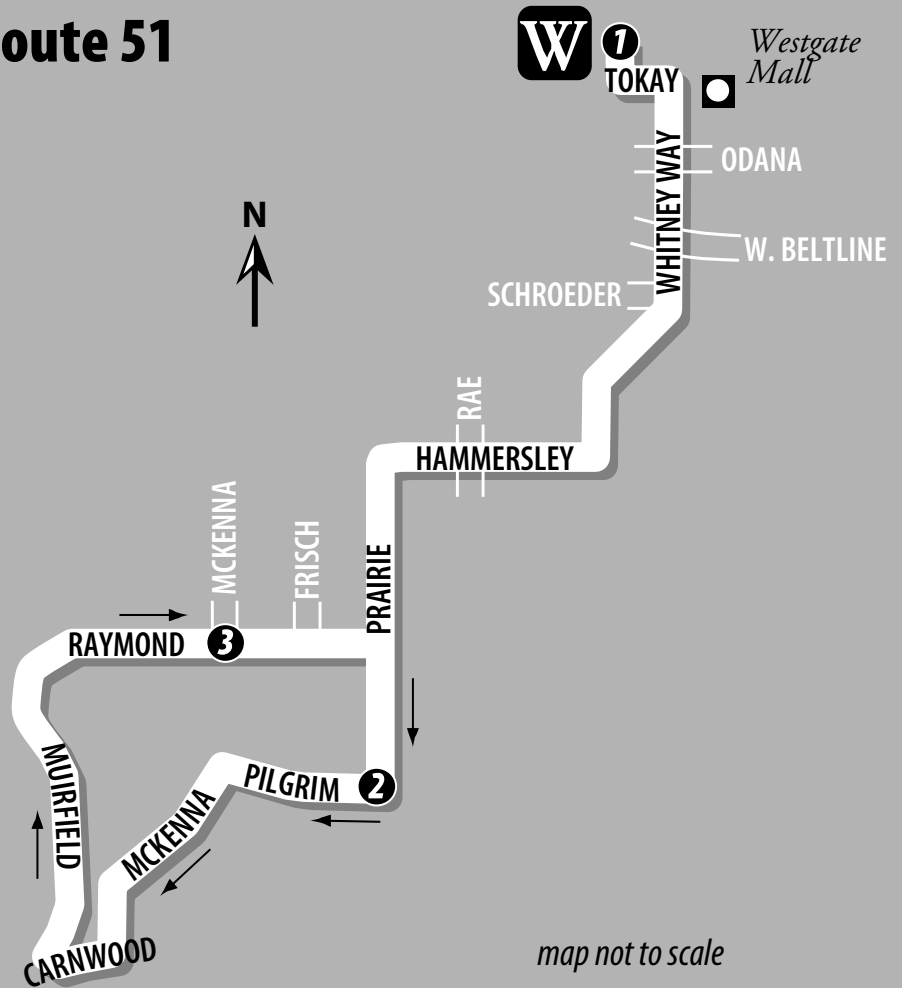 oute 51
W
1
Westgate
Mall
TOKAY
WHITNEY WAY
ODANA
W. BELTLINE
SCHROEDER
N
RAE
HAMMERSLEY
MCKENNA
FRISCH
PRAIRIE
RAYMOND
3
MUIRFIELD
PILGRIM
2
MCKENNA
CARNWOOD
map not to scale